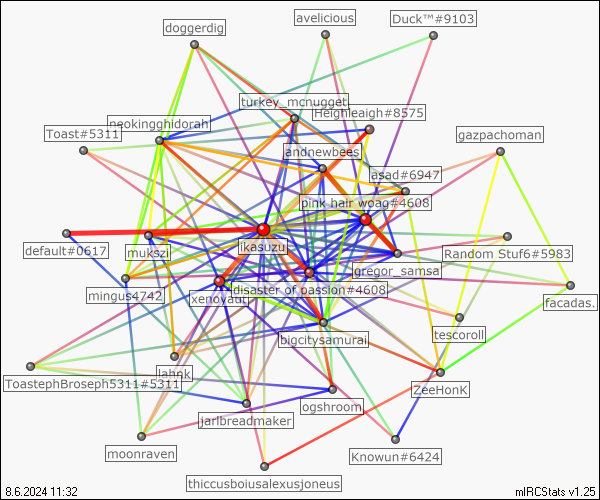 avelicious
Duck™#9103
doggerdig
turkey_mcnugget
Heighleaigh#8575
neokingghidorah
Toast#5311
gazpachoman
andnewbees
asad#6947
pink hair woag#4608
ikasuzu
default#0617
mukszi
gregor_samsa
Random Stuf6#5983
disaster of passion#4608
mingus4742
xenovaut
facadas.
bigcitysamurai
tescoroll
lahnk
ToastephBroseph5311#5311
ZeeHonK
ogshroom
jarlbreadmaker
moonraven
Knowun#6424
thiccusboiusalexusjoneus
8.6.2024 11:32
mIRCStats v1.25